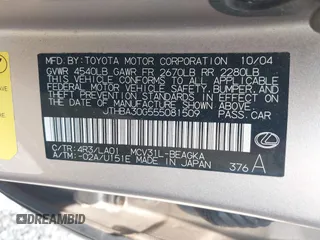 MFD. BY: TOYOTA MOTOR CORPORATION 10/04
GVWR 4540LB GAWR FR 2670LB RR 2280LB
THIS VEHICLE CONFORMS TO ALL APPLICABLE
FEDERAL MOTOR VEHICLE SAFETY, BUMPER, AND
THEFT PREVENTION STANDARDS IN EFFECT ON
THE DATE OF MANUFACTURE SHOWN ABOVE.
JTHBA30G555081509 PASS.CAR
C/TR: 4R3/LA01 MCV31L-BEAGKA
A/TM: -02A/U151E MADE IN JAPAN
376 A
© DRIVEABID